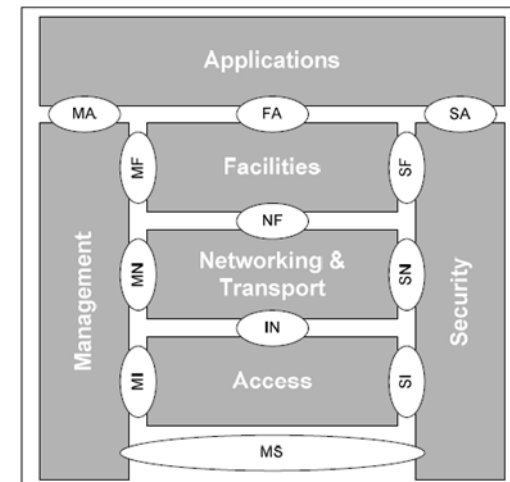 Applications
MA
FA
SA
MF
Facilities
SF
NF
Management
MN
Networking &
Transport
SN
Security
IN
MI
Access
SI
MS